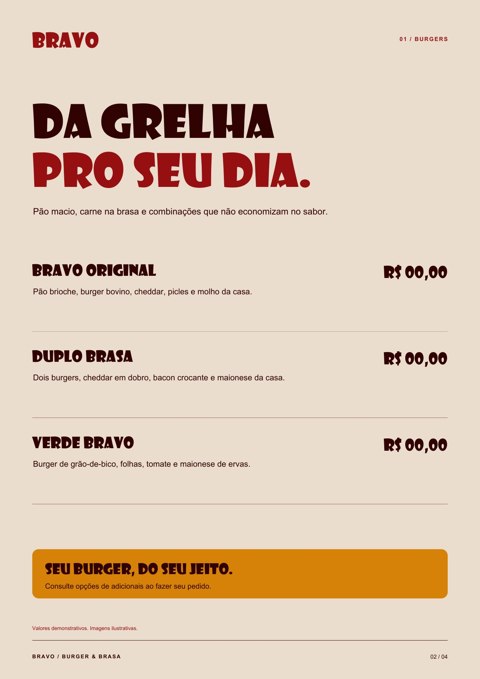 BRAVO
01 / BURGERS
DA GRELHA
PRO SEU DIA.
Pão macio, carne na brasa e combinações que não economizam no sabor.
BRAVO ORIGINAL
R$ 00,00
Pão brioche, burger bovino, cheddar, picles e molho da casa.
DUPLO BRASA
R$ 00,00
Dois burgers, cheddar em dobro, bacon crocante e maionese da casa.
VERDE BRAVO
R$ 00,00
Burger de grão-de-bico, folhas, tomate e maionese de ervas.
SEU BURGER, DO SEU JEITO.
Consulte opções de adicionais ao fazer seu pedido.
Valores demonstrativos. Imagens ilustrativas.
BRAVO / BURGER & BRASA
02 / 04